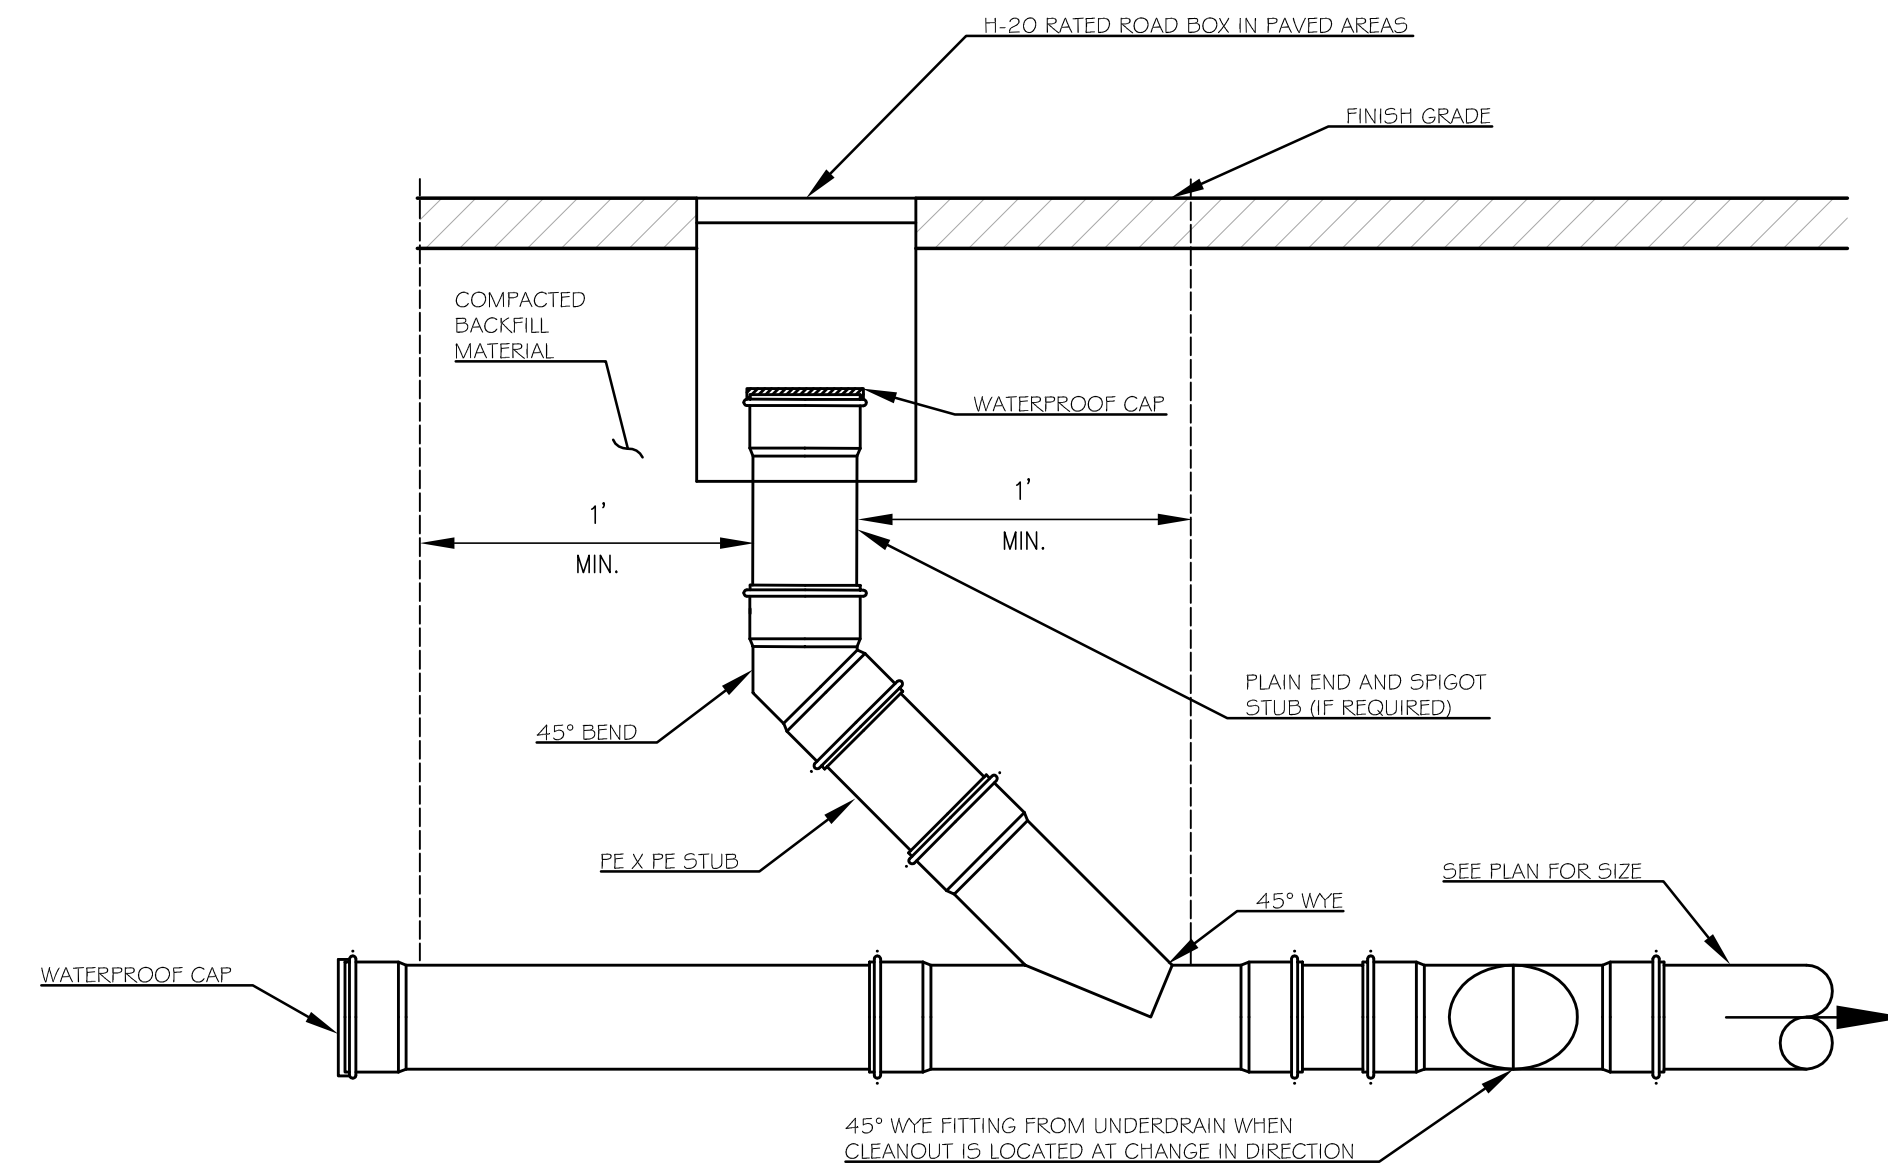 H-20 RATED ROAD BOX IN PAVED AREAS
FINISH GRADE
COMPACTED
BACKFILL
MATERIAL
WATERPROOF CAP
1'
MIN.
1'
MIN.
PLAIN END AND SPIGOT
STUB (IF REQUIRED)
45° BEND
PE X PE STUB
SEE PLAN FOR SIZE
45° WYE
WATERPROOF CAP
45° WYE FITTING FROM UNDERDRAIN WHEN
CLEANOUT IS LOCATED AT CHANGE IN DIRECTION